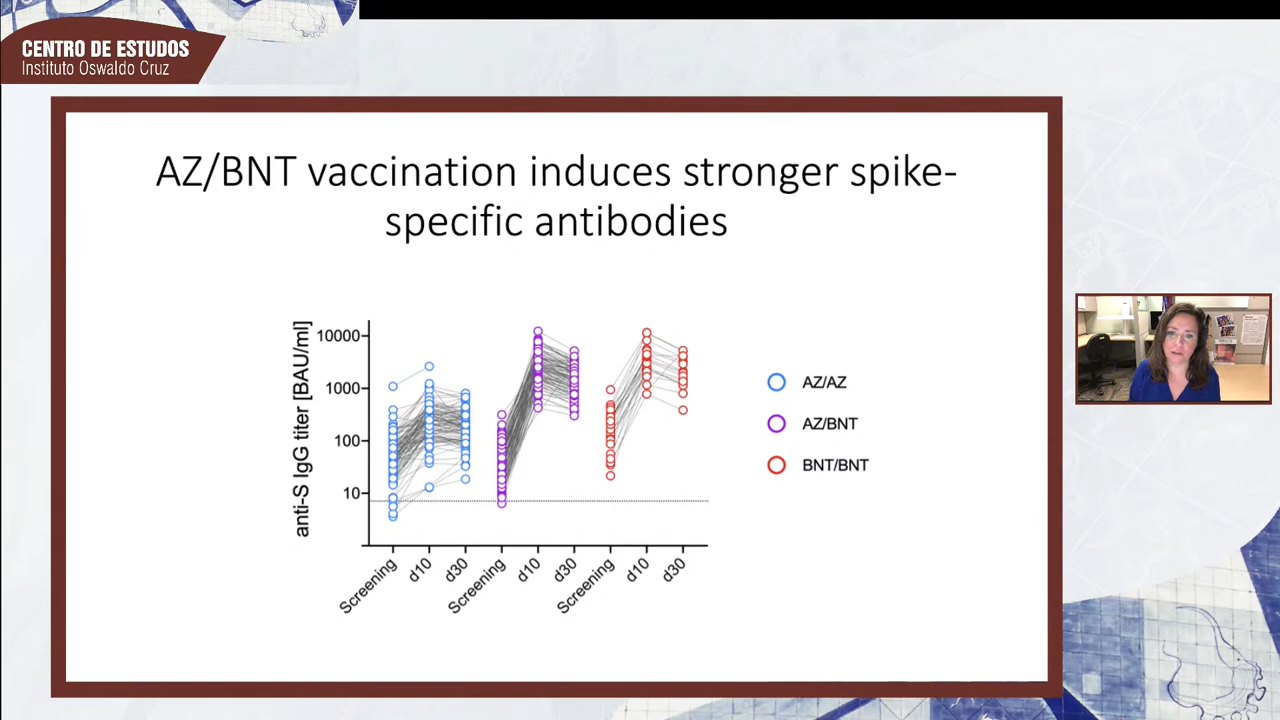 CENTRO DE ESTUDOS
Instituto Oswaldo Cruz
AZ/BNT vaccination induces stronger spike-
specific antibodies
anti-S IgG titer [BAU/ml]
10000
1000
100
10
Screening
d10
d30
Screening
d10
d30
Screening
d10
d30
AZ/AZ
AZ/BNT
BNT/BNT